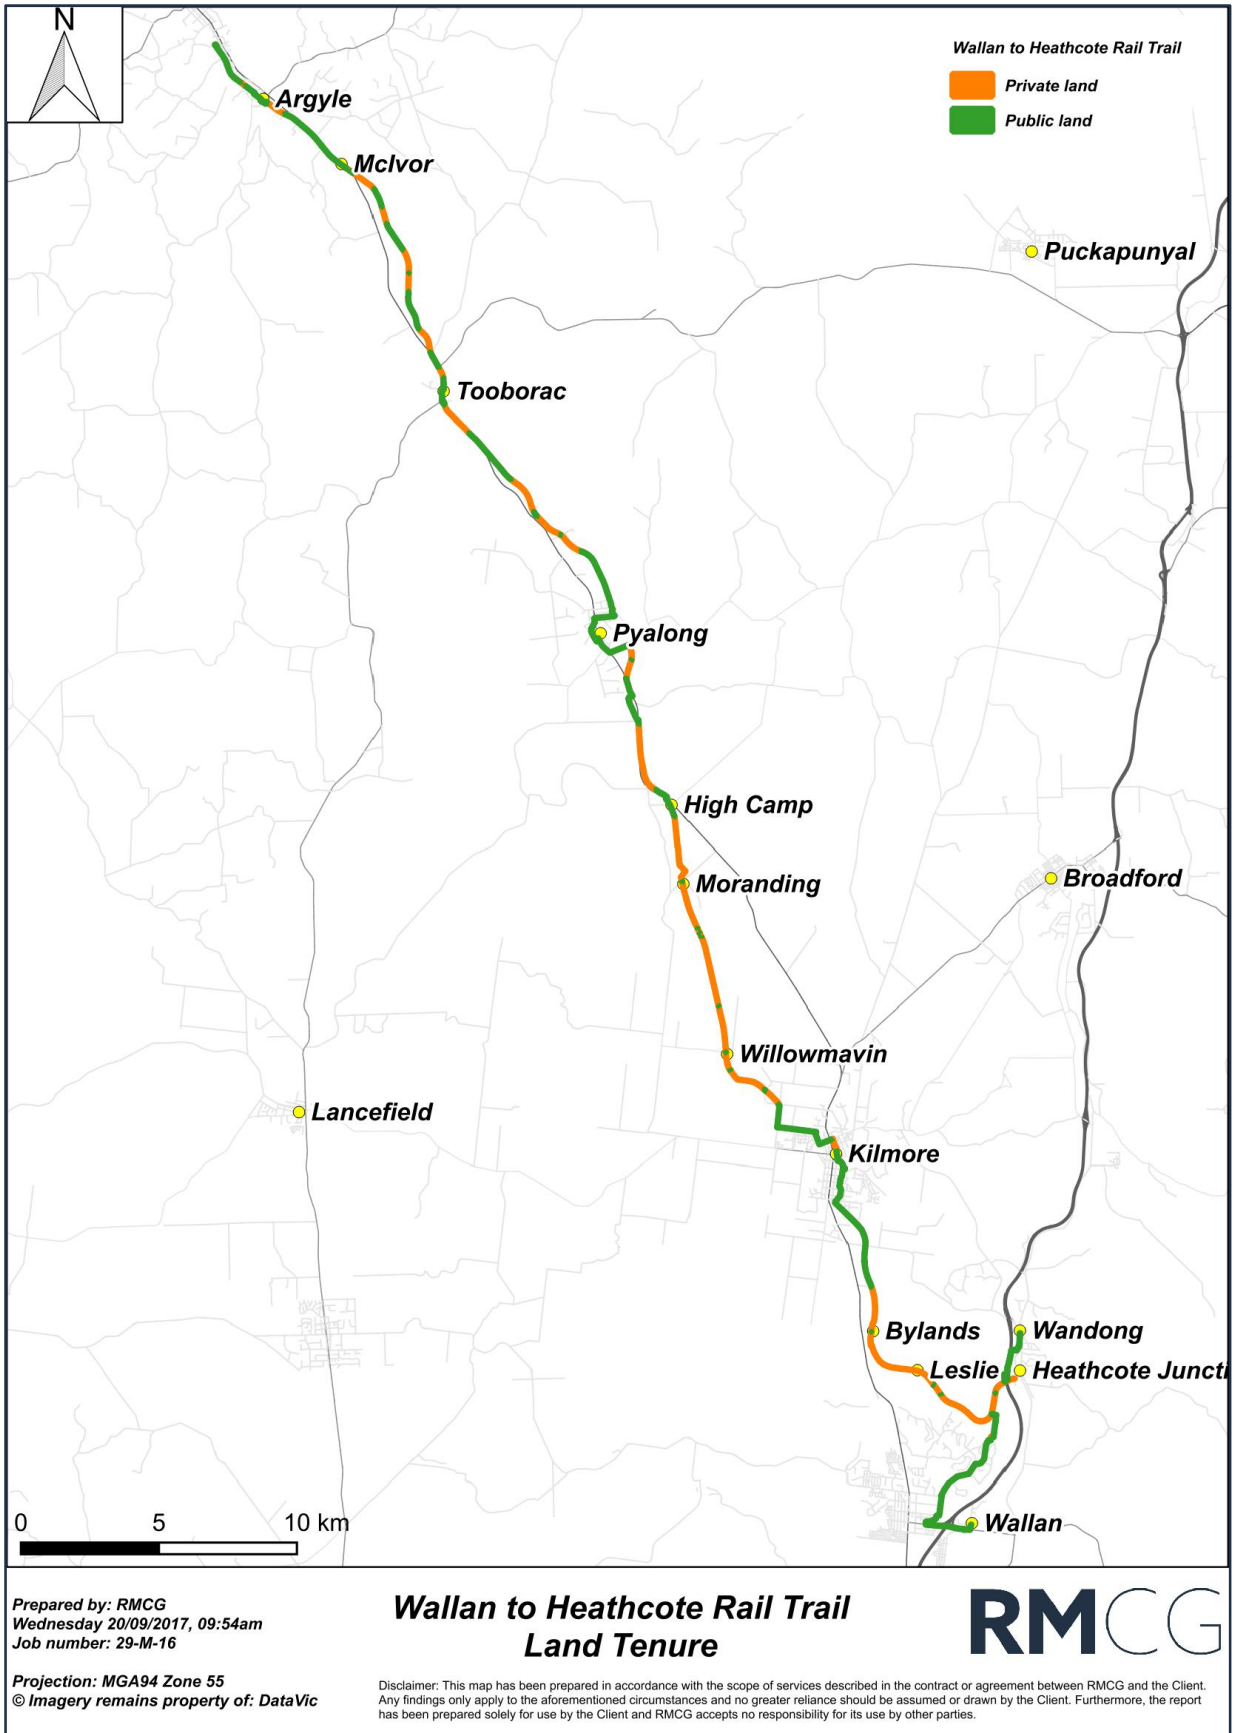 N
Wallan to Heathcote Rail Trail
Private land
Public land
Argyle
McIvor
Puckapunyal
Tooborac
Pyalong
High Camp
Moranding
Broadford
Willowmavin
Lancefield
Kilmore
Bylands
Wandong
Leslie
Heathcote Juncti
Wallan
0 5 10 km
Prepared by: RMCG
Wednesday 20/09/2017, 09:54am
Job number: 29-M-16
Projection: MGA94 Zone 55
© Imagery remains property of: DataVic
Wallan to Heathcote Rail Trail
Land Tenure
RMCG
Disclaimer: This map has been prepared in accordance with the scope of services described in the contract or agreement between RMCG and the Client.
Any findings only apply to the aforementioned circumstances and no greater reliance should be assumed or drawn by the Client. Furthermore, the report
has been prepared solely for use by the Client and RMCG accepts no responsibility for its use by other parties.